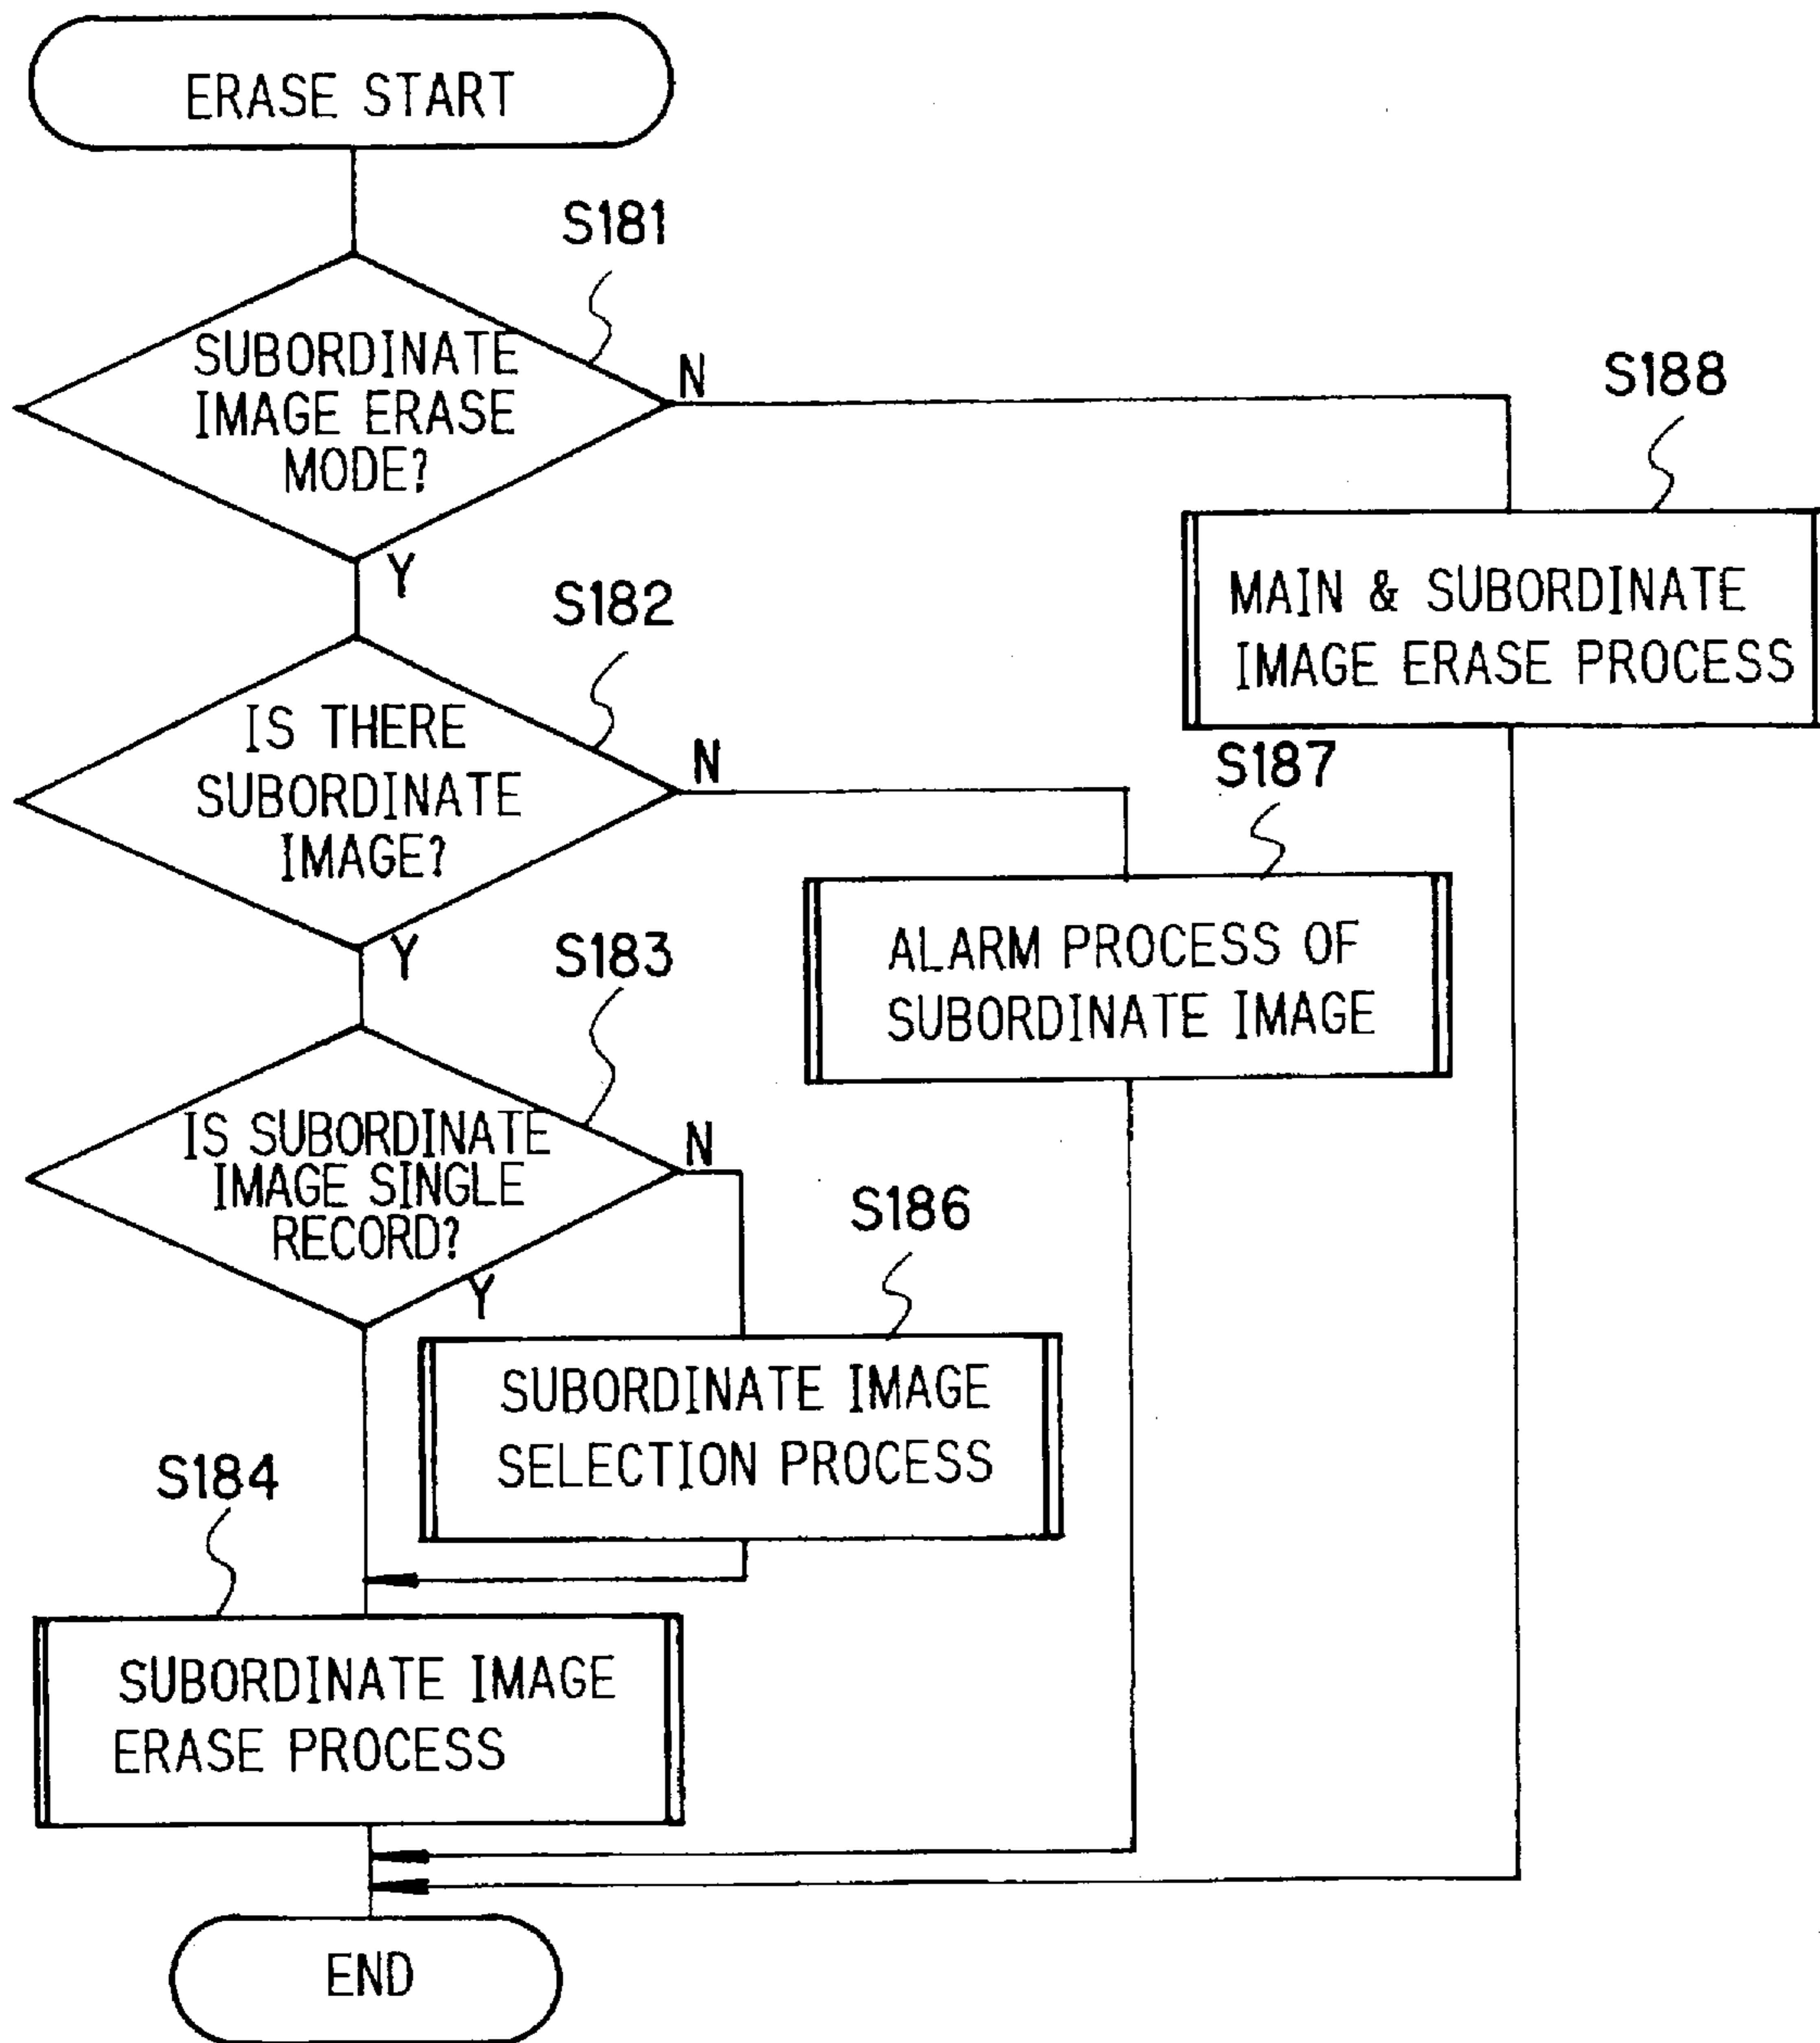 ERASE START
S181
SUBORDINATE
IMAGE ERASE
MODE?
N
Y
S188
MAIN & SUBORDINATE
IMAGE ERASE PROCESS
S182
IS THERE
SUBORDINATE
IMAGE?
N
Y
S187
ALARM PROCESS OF
SUBORDINATE IMAGE
S183
IS SUBORDINATE
IMAGE SINGLE
RECORD?
N
Y
S186
SUBORDINATE IMAGE
SELECTION PROCESS
S184
SUBORDINATE IMAGE
ERASE PROCESS
END